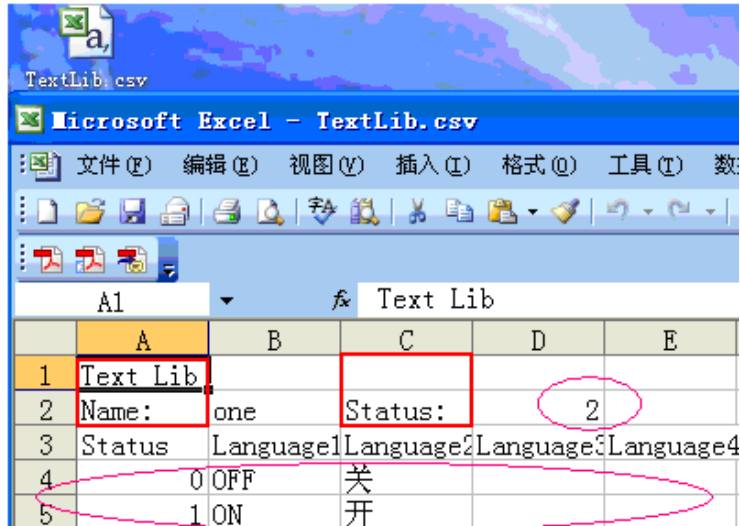 a,
TextLib.csv
Microsoft Excel - TextLib.csv
文件(F) 编辑(E) 视图(V) 插入(I) 格式(O) 工具(T) 数
A1 fx Text Lib
A B C D E
1 Text Lib
2 Name: one Status: 2
3 Status Language1 Language2 Language3 Language4
4 0 OFF 关
5 1 ON 开